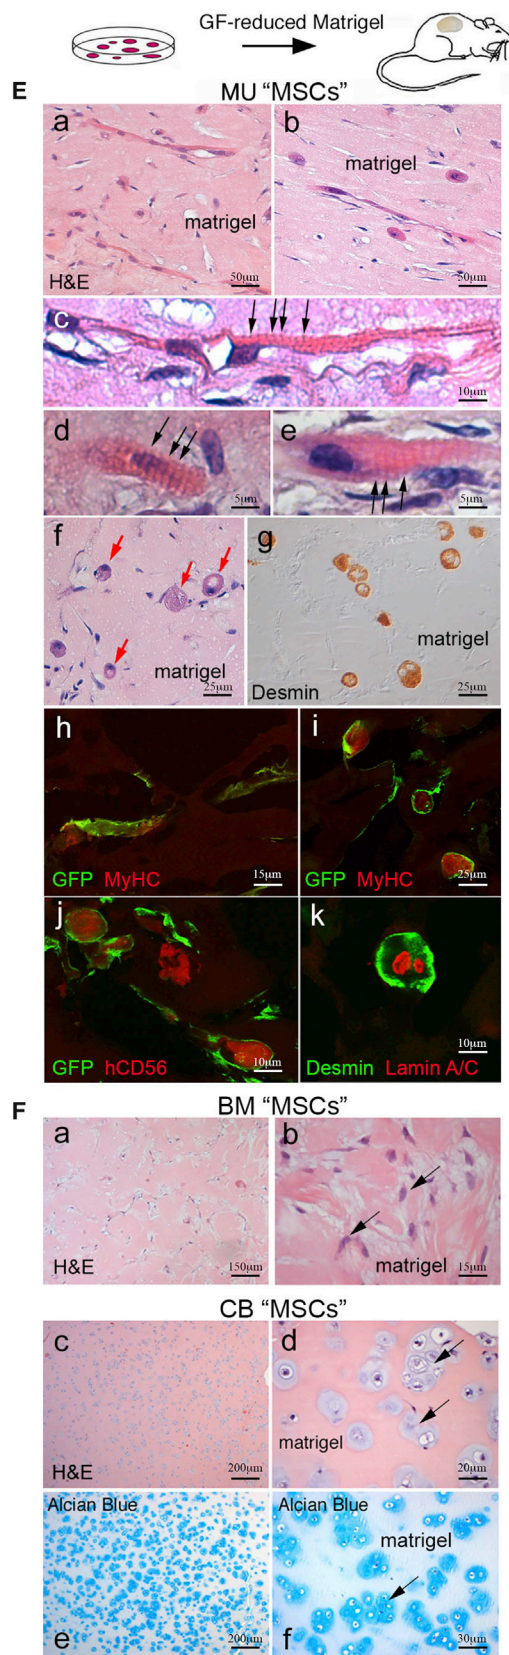 GF-reduced Matrigel
E
MU “MSCs”
a
matrigel
H&E
50µm
b
matrigel
50µm
c
10µm
d
5µm
e
5µm
f
matrigel
25µm
g
matrigel
Desmin
25µm
h
GFP MyHC
15µm
i
GFP MyHC
25µm
j
GFP hCD56
10µm
k
Desmin Lamin A/C
10µm
F
BM “MSCs”
a
H&E
150µm
b
matrigel
15µm
CB “MSCs”
c
H&E
200µm
d
matrigel
20µm
Alcian Blue
e
200µm
Alcian Blue
matrigel
f
30µm